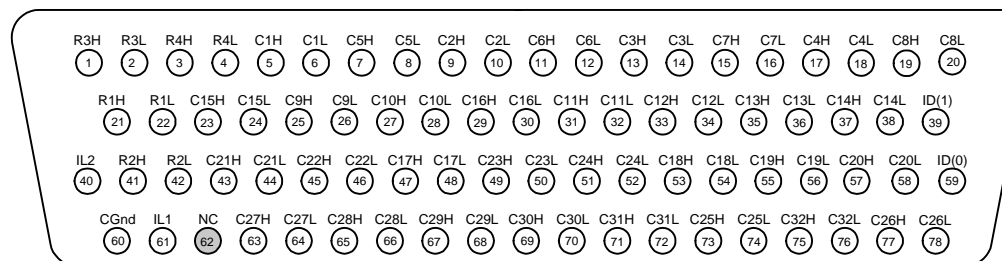 R3H R3L R4H R4L C1H C1L C5H C5L C2H C2L C6H C6L C3H C3L C7H C7L C4H C4L C8H C8L
1 2 3 4 5 6 7 8 9 10 11 12 13 14 15 16 17 18 19 20
R1H R1L C15H C15L C9H C9L C10H C10L C16H C16L C11H C11L C12H C12L C13H C13L C14H C14L ID(1)
21 22 23 24 25 26 27 28 29 30 31 32 33 34 35 36 37 38 39
IL2 R2H R2L C21H C21L C22H C22L C17H C17L C23H C23L C24H C24L C18H C18L C19H C19L C20H C20L ID(0)
40 41 42 43 44 45 46 47 48 49 50 51 52 53 54 55 56 57 58 59
CGnd IL1 NC C27H C27L C28H C28L C29H C29L C30H C30L C31H C31L C25H C25L C32H C32L C26H C26L
60 61 62 63 64 65 66 67 68 69 70 71 72 73 74 75 76 77 78